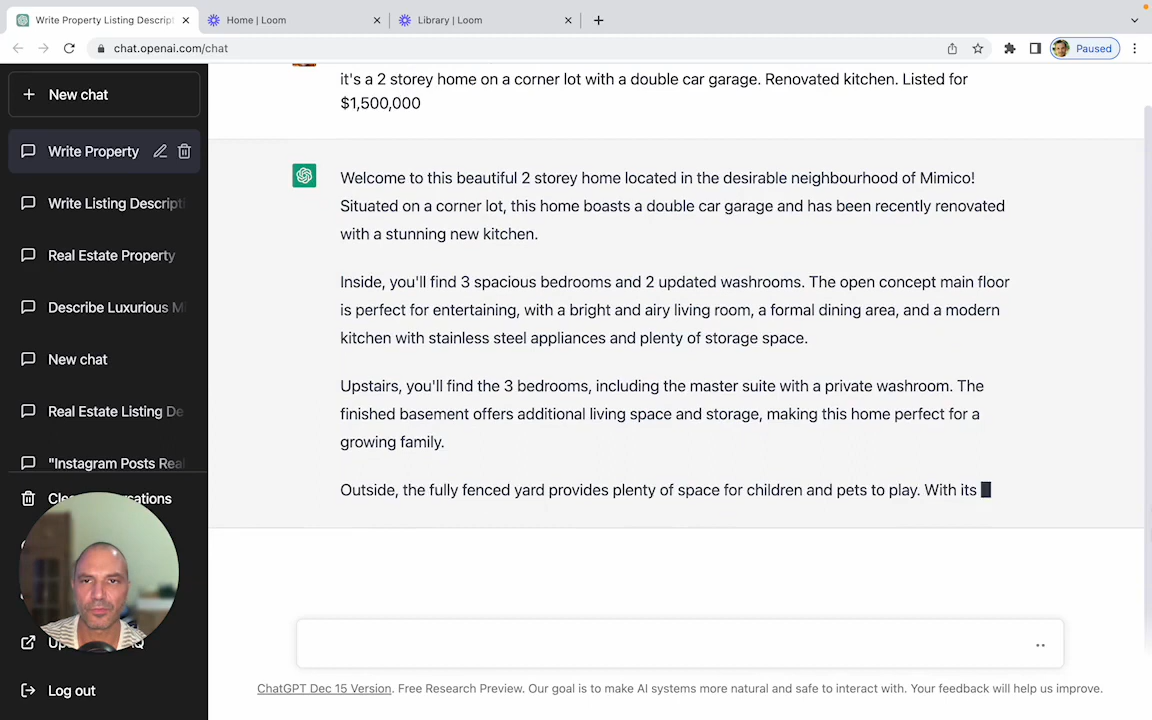 Write Property Listing Descript
Home | Loom
Library | Loom
chat.openai.com/chat
Paused
New chat
Write Property
Write Listing Descripti
Real Estate Property
Describe Luxurious M
New chat
Real Estate Listing De
"Instagram Posts Real
Log out
it's a 2 storey home on a corner lot with a double car garage. Renovated kitchen. Listed for
$1,500,000
Welcome to this beautiful 2 storey home located in the desirable neighbourhood of Mimico!
Situated on a corner lot, this home boasts a double car garage and has been recently renovated
with a stunning new kitchen.
Inside, you'll find 3 spacious bedrooms and 2 updated washrooms. The open concept main floor
is perfect for entertaining, with a bright and airy living room, a formal dining area, and a modern
kitchen with stainless steel appliances and plenty of storage space.
Upstairs, you'll find the 3 bedrooms, including the master suite with a private washroom. The
finished basement offers additional living space and storage, making this home perfect for a
growing family.
Outside, the fully fenced yard provides plenty of space for children and pets to play. With its
ChatGPT Dec 15 Version. Free Research Preview. Our goal is to make AI systems more natural and safe to interact with. Your feedback will help us improve.